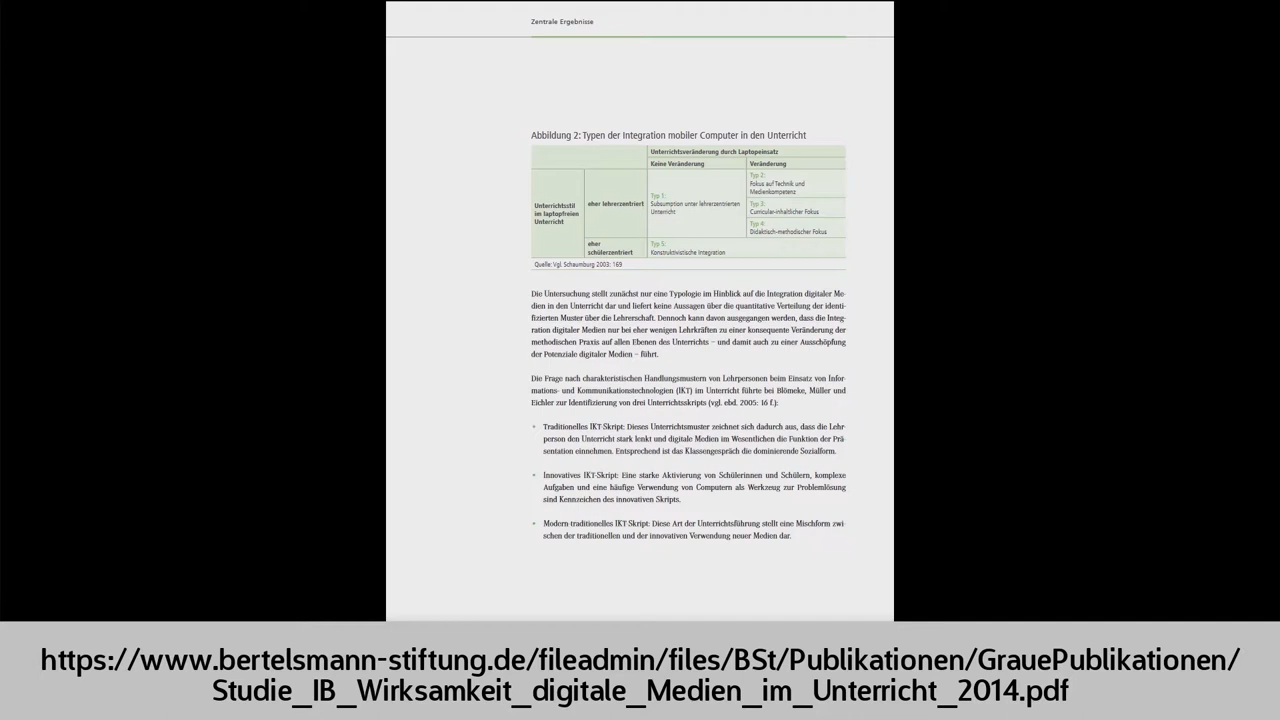 Zentrale Ergebnisse
Abbildung 2: Typen der Integration mobiler Computer in den Unterricht
Unterrichtsveränderung durch Laptopeinsatz
Keine Veränderung Veränderung
Unterrichtsstil
im laptopfreien
Unterricht
eher lehrerzentriert
Typ 1:
Subsumption unter lehrerzentrierten
Unterricht
Typ 2:
Fokus auf Technik und
Medienkompetenz
Typ 3:
Curricular-inhaltlicher Fokus
Typ 4:
Didaktisch-methodischer Fokus
eher
schülerzentriert
Typ 5:
Konstruktivistische Integration
Quelle: Vgl. Schaumburg 2003: 169
Die Untersuchung stellt zunächst nur eine Typologie im Hinblick auf die Integration digitaler Me-
dien in den Unterricht dar und liefert keine Aussagen über die quantitative Verteilung der identi-
fizierten Muster über die Lehrerschaft. Dennoch kann davon ausgegangen werden, dass die Integ-
ration digitaler Medien nur bei eher wenigen Lehrkräften zu einer konsequente Veränderung der
methodischen Praxis auf allen Ebenen des Unterrichts – und damit auch zu einer Ausschöpfung
der Potenziale digitaler Medien – führt.
Die Frage nach charakteristischen Handlungsmustern von Lehrpersonen beim Einsatz von Infor-
mations- und Kommunikationstechnologien (IKT) im Unterricht führte bei Blömeke, Müller und
Eichler zur Identifizierung von drei Unterrichtsskripts (vgl. ebd. 2005: 16 f.):
• Traditionelles IKT-Skript: Dieses Unterrichtsmuster zeichnet sich dadurch aus, dass die Lehr-
person den Unterricht stark lenkt und digitale Medien im Wesentlichen die Funktion der Prä-
sentation einnehmen. Entsprechend ist das Klassengespräch die dominierende Sozialform.
• Innovatives IKT-Skript: Eine starke Aktivierung von Schülerinnen und Schülern, komplexe
Aufgaben und eine häufige Verwendung von Computern als Werkzeug zur Problemlösung
sind Kennzeichen des innovativen Skripts.
• Modern-traditionelles IKT-Skript: Diese Art der Unterrichtsführung stellt eine Mischform zwi-
schen der traditionellen und der innovativen Verwendung neuer Medien dar.
https://www.bertelsmann-stiftung.de/fileadmin/files/BSt/Publikationen/GrauePublikationen/
Studie_IB_Wirksamkeit_digitale_Medien_im_Unterricht_2014.pdf